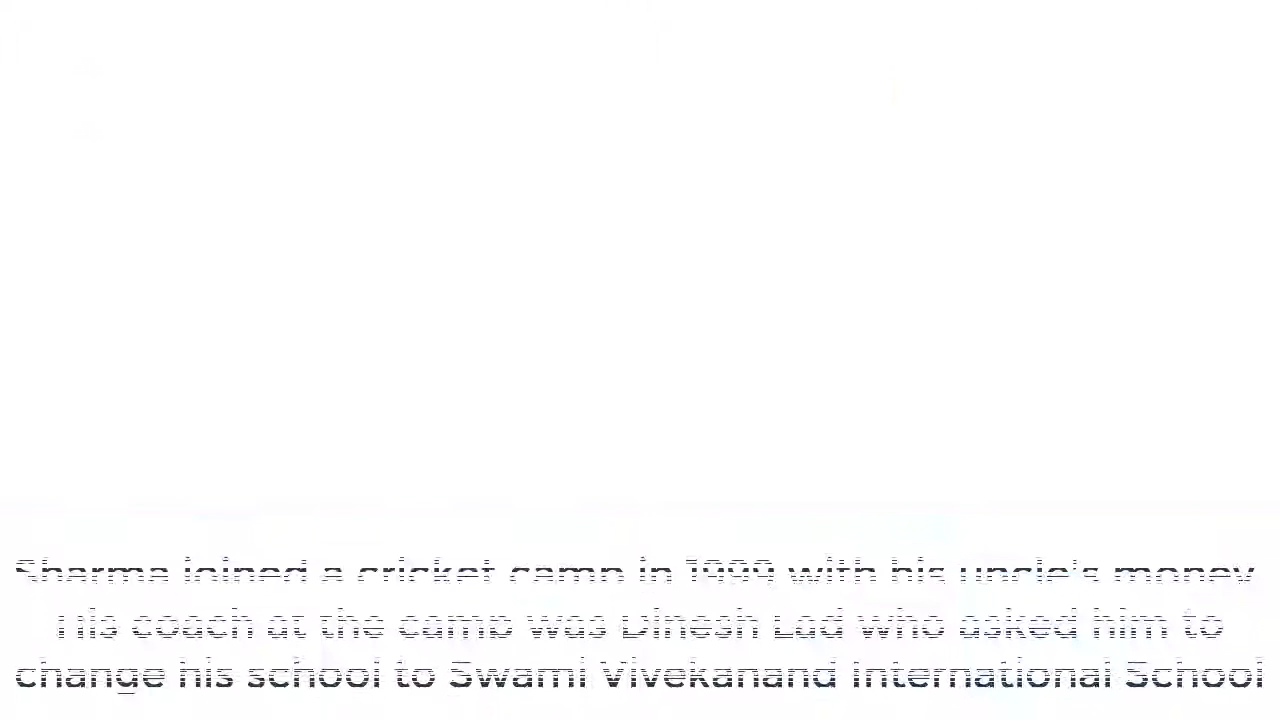 Sharma joined a cricket camp in 1999 with his uncle's money
His coach at the camp was Dinesh Lad who asked him to
change his school to Swami Vivekanand International School